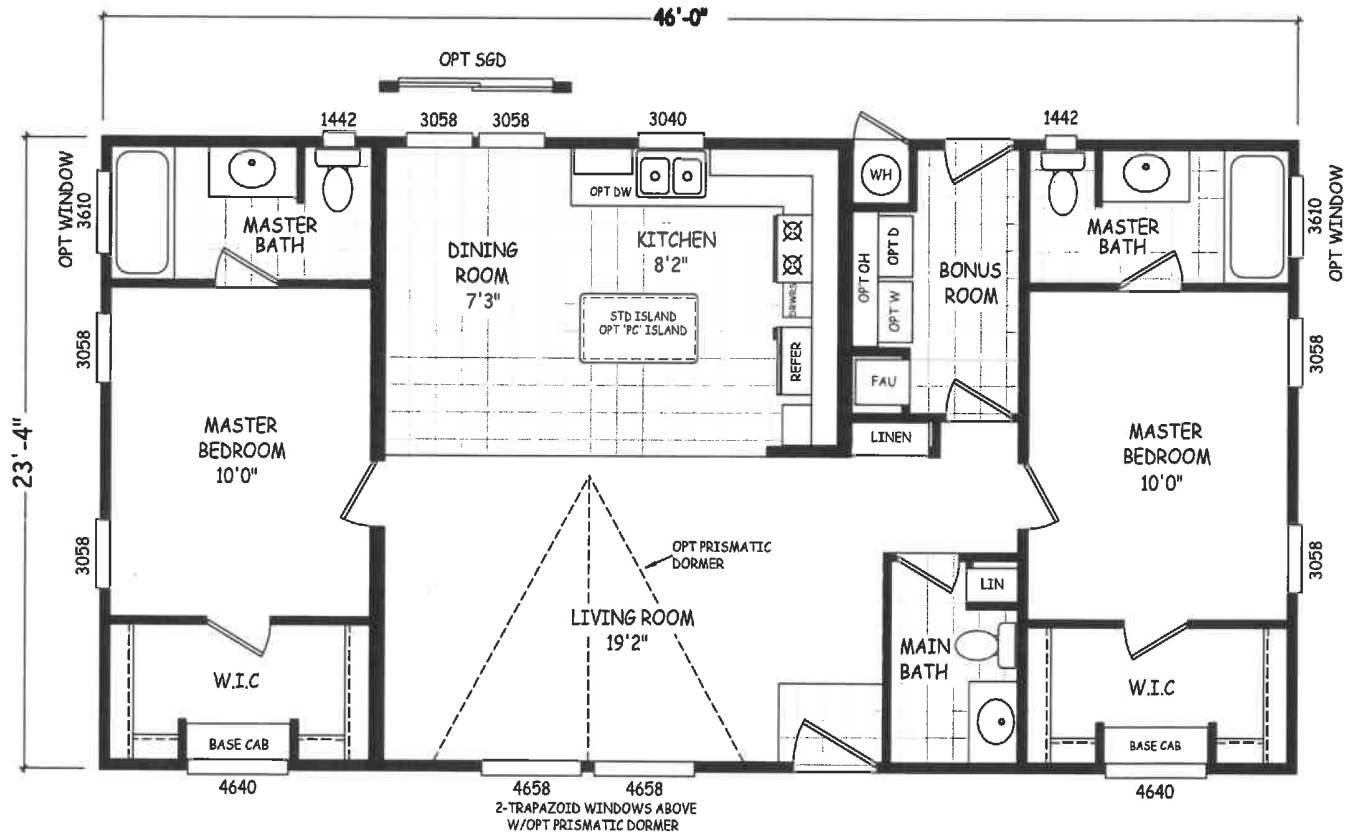 46'-0"
OPT SGD
1442
3058
3058
3040
1442
OPT WINDOW
3610
MASTER
BATH
DINING
ROOM
7'3"
OPT DW
KITCHEN
8'2"
STD ISLAND
OPT 'PC' ISLAND
DRWRS
REFER
WH
OPT OH
OPT D
OPT W
BONUS
ROOM
FAU
LINEN
MASTER
BATH
3610
OPT WINDOW
23'-4"
3058
3058
MASTER
BEDROOM
10'0"
MASTER
BEDROOM
10'0"
3058
3058
OPT PRISMATIC
DORMER
LIVING ROOM
19'2"
LIN
MAIN
BATH
W.I.C
BASE CAB
W.I.C
BASE CAB
4640
4658
4658
4640
2-TRAPAZOID WINDOWS ABOVE
W/OPT PRISMATIC DORMER